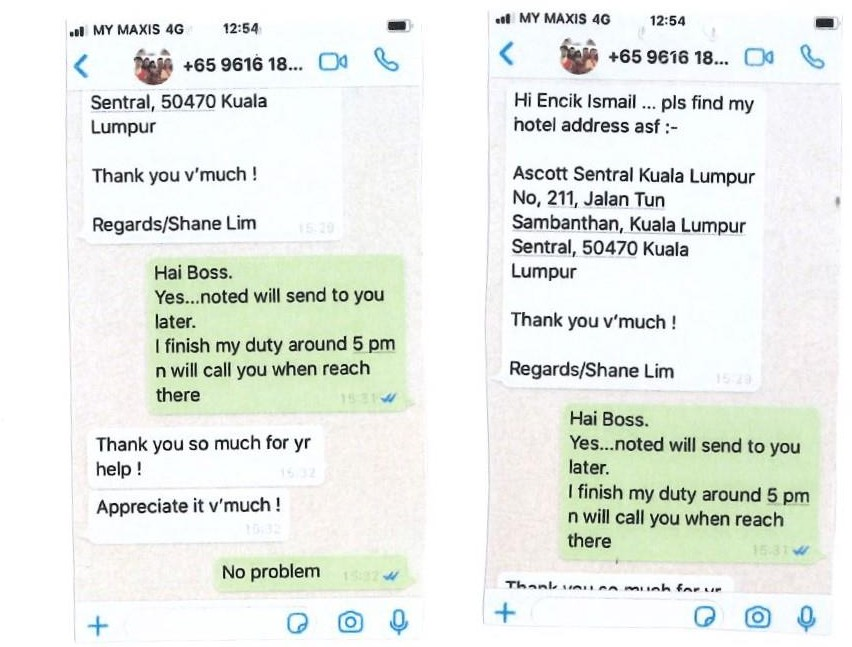 MY MAXIS 4G 12:54
+65 9616 18...
Sentral, 50470 Kuala
Lumpur
Thank you v'much !
Regards/Shane Lim
15:29
Hai Boss.
Yes...noted will send to you
later.
I finish my duty around 5 pm
n will call you when reach
there
15:31
Thank you so much for yr
help !
15:32
Appreciate it v'much !
15:32
No problem
15:32
MY MAXIS 4G 12:54
+65 9616 18...
Hi Encik Ismail ... pls find my
hotel address asf :-
Ascott Sentral Kuala Lumpur
No, 211, Jalan Tun
Sambanthan, Kuala Lumpur
Sentral, 50470 Kuala
Lumpur
Thank you v'much !
Regards/Shane Lim
15:29
Hai Boss.
Yes...noted will send to you
later.
I finish my duty around 5 pm
n will call you when reach
there
15:31
Thank you so much for yr